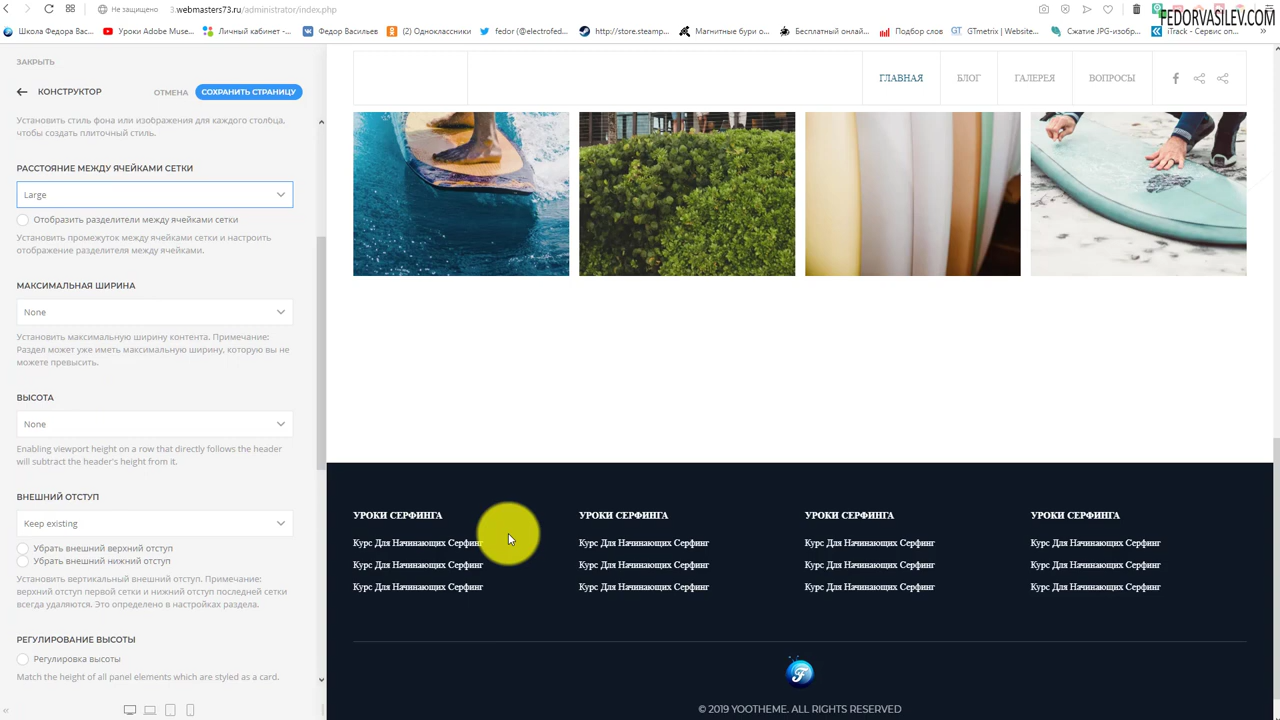 3.webmasters73.ru/administrator/index.php
Не защищено
FEDORVASILEV.COM
Школа Федора Вас...
Уроки Adobe Muse...
Личный кабинет -...
Федор Васильев
(2) Одноклассники
fedor (@electrofed...
http://store.steamp...
Магнитные буры о...
Бесплатный онлай...
Подбор слов
GTmetrix | Website...
Сжатие JPG-изобр...
iTrack - Сервис оп...
ЗАКРЫТЬ
КОНСТРУКТОР
ОТМЕНА
СОХРАНИТЬ СТРАНИЦУ
Установить стиль фона или изображения для каждого столбца,
чтобы создать плиточный стиль.
РАССТОЯНИЕ МЕЖДУ ЯЧЕЙКАМИ СЕТКИ
Large
Отобразить разделители между ячейками сетки
Установить промежуток между ячейками сетки и настроить
отображение разделителя между ячейками.
МАКСИМАЛЬНАЯ ШИРИНА
None
Установить максимальную ширину контента. Примечание:
Раздел может уже иметь максимальную ширину, которую вы не
можете превысить.
ВЫСОТА
None
Enabling viewport height on a row that directly follows the header
will subtract the header's height from it.
ВНЕШНИЙ ОТСТУП
Keep existing
Убрать внешний верхний отступ
Убрать внешний нижний отступ
Установить вертикальный внешний отступ. Примечание:
верхний отступ первой сетки и нижний отступ последней сетки
всегда удаляются. Это определено в настройках раздела.
РЕГУЛИРОВАНИЕ ВЫСОТЫ
Регулировка высоты
Match the height of all panel elements which are styled as a card.
ГЛАВНАЯ
БЛОГ
ГАЛЕРЕЯ
ВОПРОСЫ
УРОКИ СЕРФИНГА
Курс Для Начинающих Серфинг
Курс Для Начинающих Серфинг
Курс Для Начинающих Серфинг
УРОКИ СЕРФИНГА
Курс Для Начинающих Серфинг
Курс Для Начинающих Серфинг
Курс Для Начинающих Серфинг
УРОКИ СЕРФИНГА
Курс Для Начинающих Серфинг
Курс Для Начинающих Серфинг
Курс Для Начинающих Серфинг
УРОКИ СЕРФИНГА
Курс Для Начинающих Серфинг
Курс Для Начинающих Серфинг
Курс Для Начинающих Серфинг
© 2019 YOOTHEME. ALL RIGHTS RESERVED